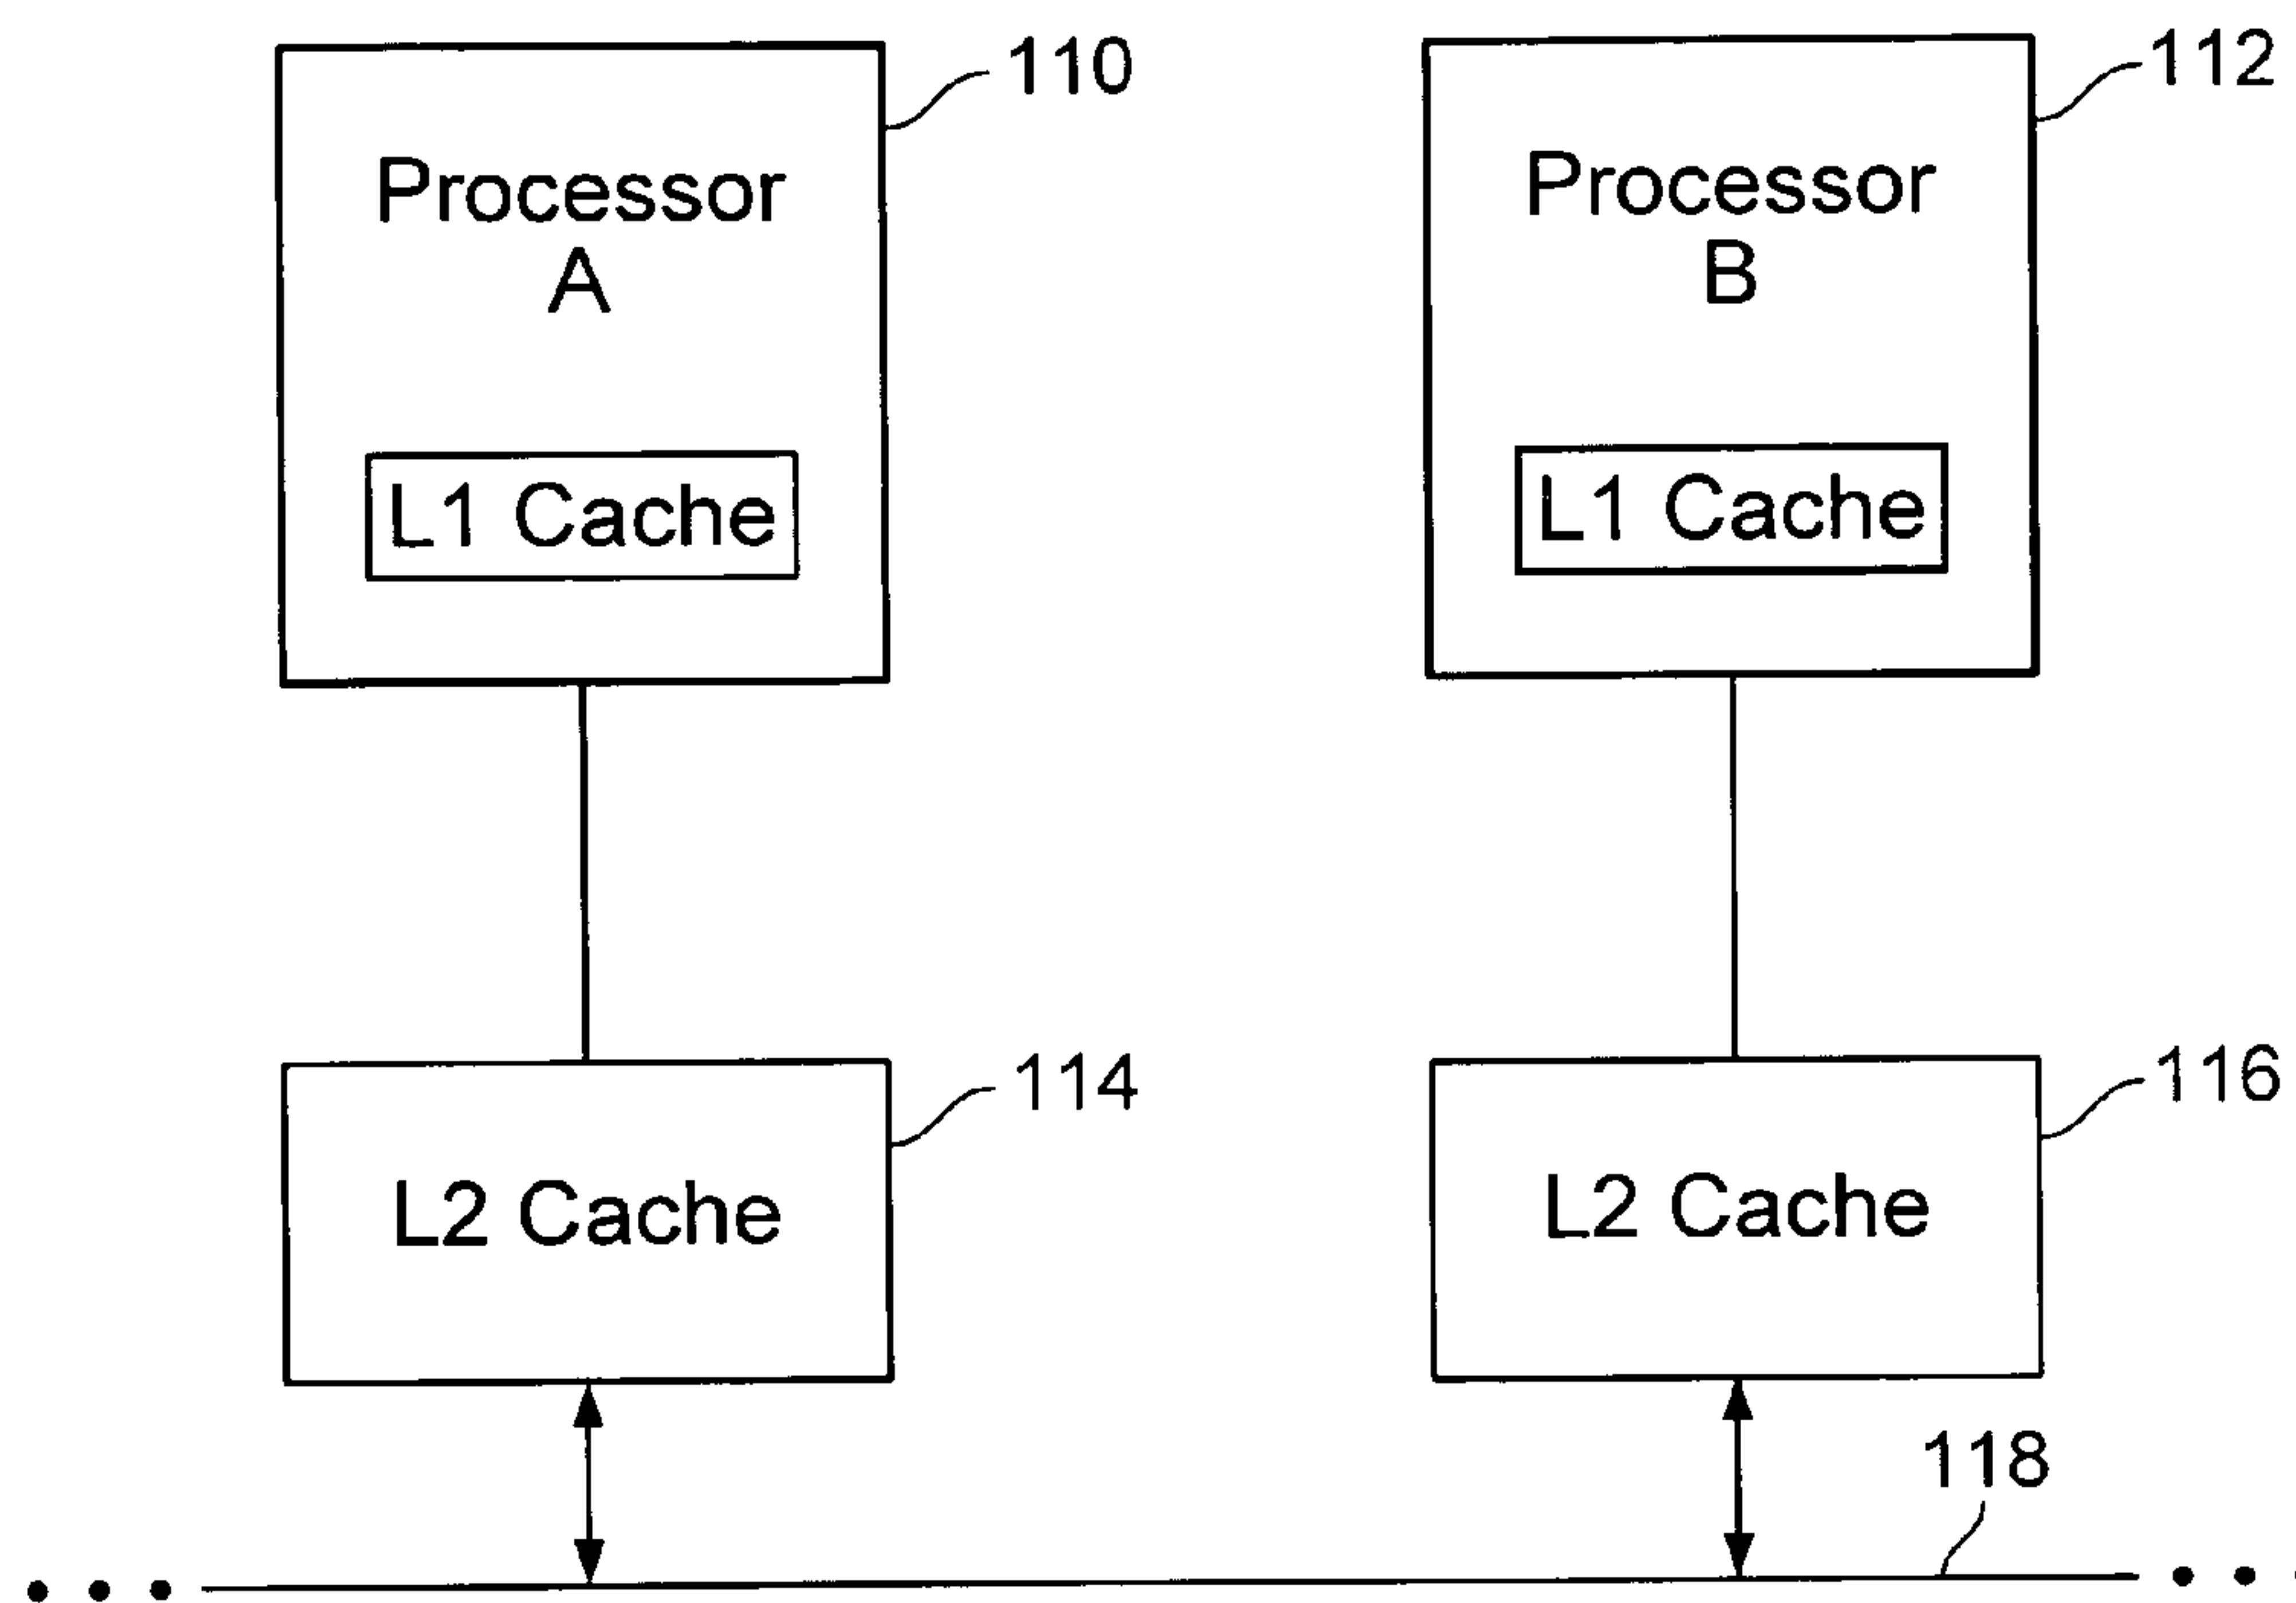 110
112
Processor
A
Processor
B
L1 Cache
L1 Cache
114
116
L2 Cache
L2 Cache
118